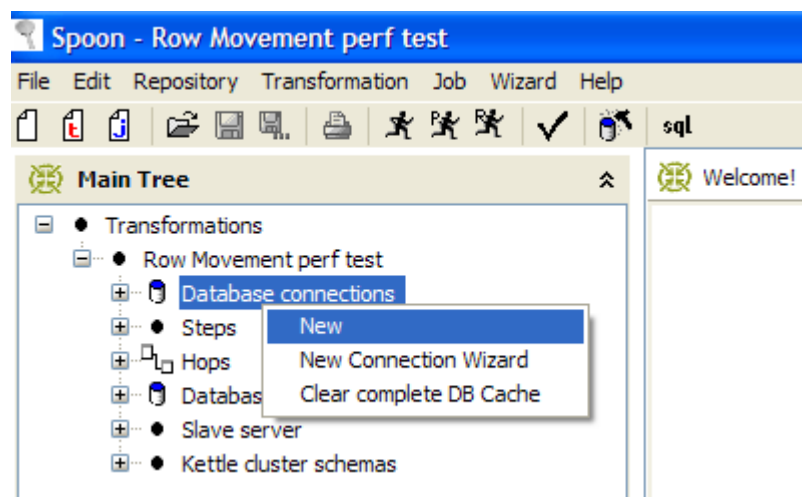 Spoon - Row Movement perf test
File Edit Repository Transformation Job Wizard Help
sql
Main Tree
Welcome!
Transformations
Row Movement perf test
Database connections
Steps
New
Hops
New Connection Wizard
Databas
Clear complete DB Cache
Slave server
Kettle cluster schemas